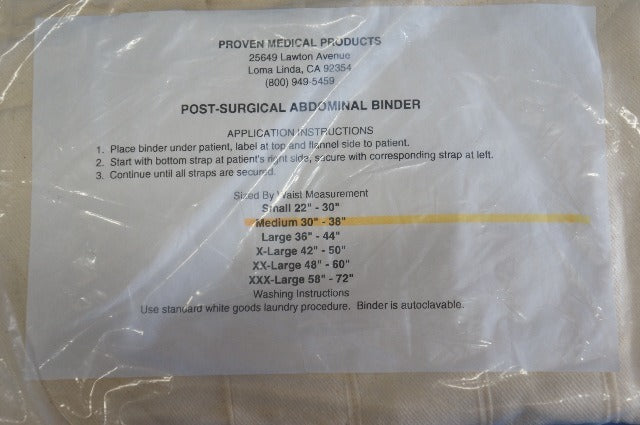 PROVEN MEDICAL PRODUCTS
25649 Lawton Avenue
Loma Linda, CA 92354
(800) 949-5459
POST-SURGICAL ABDOMINAL BINDER
APPLICATION INSTRUCTIONS
1. Place binder under patient, label at top and flannel side to patient.
2. Start with bottom strap at patient's right side, secure with corresponding strap at left.
3. Continue until all straps are secured.
Sized By Waist Measurement
Small 22" - 30"
Medium 30" - 38"
Large 36" - 44"
X-Large 42" - 50"
XX-Large 48" - 60"
XXX-Large 58" - 72"
Washing Instructions
Use standard white goods laundry procedure. Binder is autoclavable.